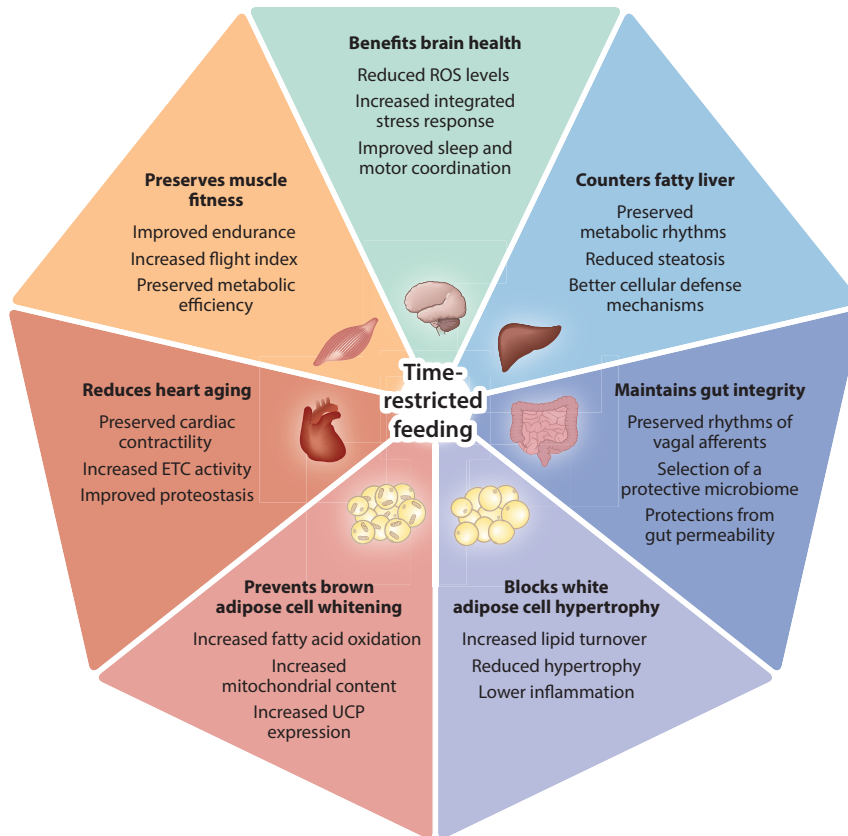 Benefits brain health
Reduced ROS levels
Increased integrated
stress response
Improved sleep and
motor coordination
Counters fatty liver
Preserved
metabolic rhythms
Reduced steatosis
Better cellular defense
mechanisms
Maintains gut integrity
Preserved rhythms of
vagal afferents
Selection of a
protective microbiome
Protections from
gut permeability
Blocks white
adipose cell hypertrophy
Increased lipid turnover
Reduced hypertrophy
Lower inflammation
Prevents brown
adipose cell whitening
Increased fatty acid oxidation
Increased
mitochondrial content
Increased UCP
expression
Reduces heart aging
Preserved cardiac
contractility
Increased ETC activity
Improved proteostasis
Preserves muscle
fitness
Improved endurance
Increased flight index
Preserved metabolic
efficiency
Time-
restricted
feeding